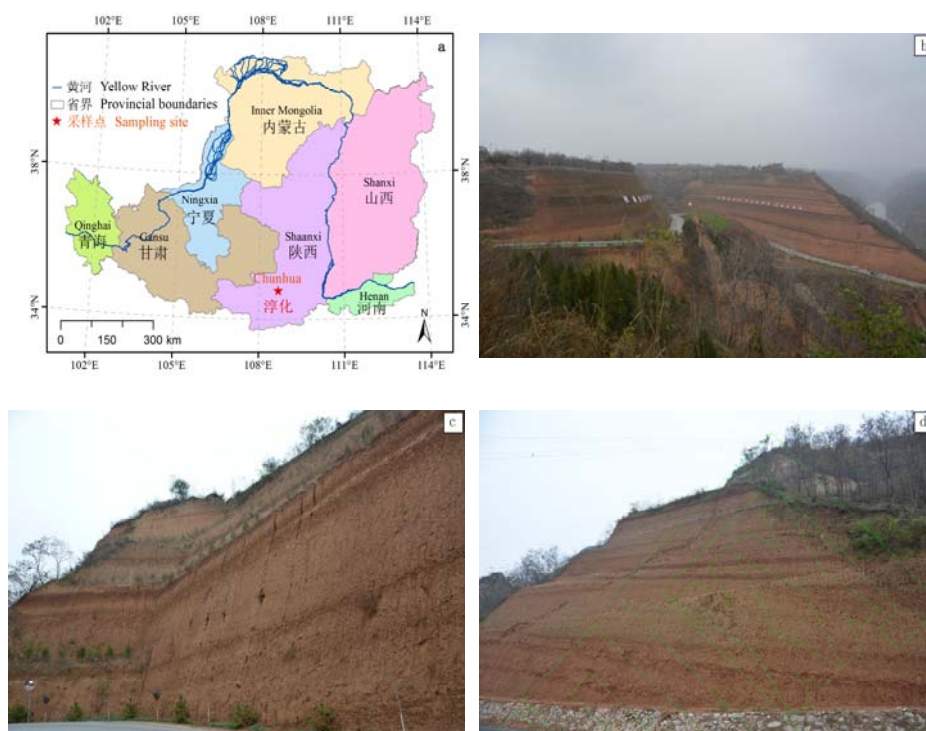 102°E 105°E 108°E 111°E 114°E
a
黄河 Yellow River
省界 Provincial boundaries
采样点 Sampling site
38°N
38°N
34°N
34°N
Inner Mongolia
内蒙古
Shanxi
山西
Ningxia
宁夏
Qinghai
青海
Gansu
甘肃
Shaanxi
陕西
Chunhua
淳化
Henan
河南
N
0 150 300 km
102°E 105°E 108°E 111°E 114°E
b
c
d